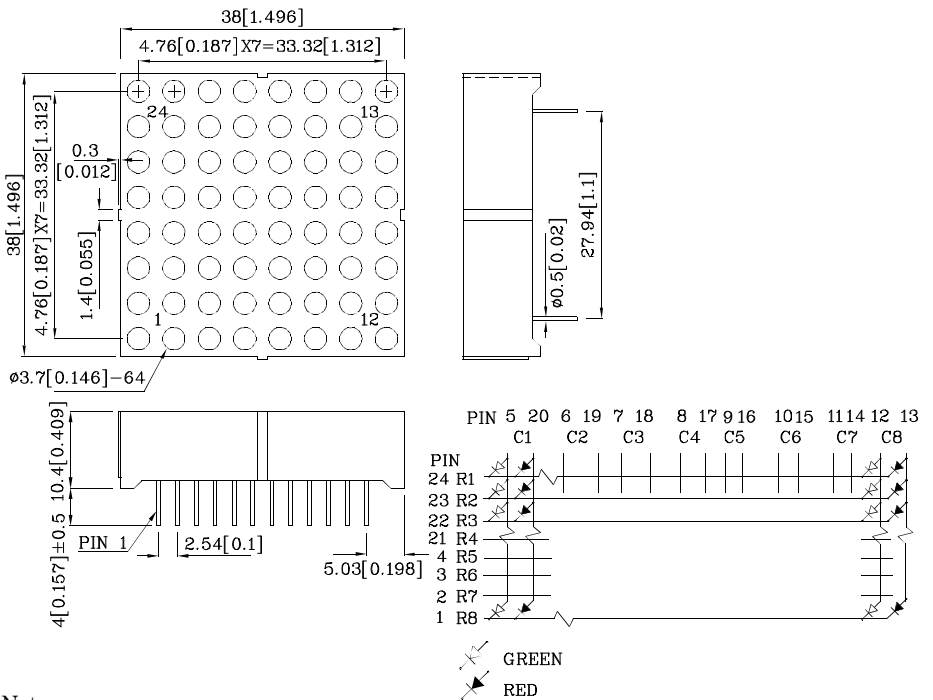 38[1.496]
4.76[0.187]X7=33.32[1.312]
24
13
0.3
[0.012]
38[1.496]
4.76[0.187]X7=33.32[1.312]
1.4[0.055]
1
12
ø3.7[0.146]-64
ø0.5[0.02]
27.94[1.1]
10.4[0.409]
4[0.157]±0.5
PIN 1
2.54[0.1]
5.03[0.198]
PIN 5 20 6 19 7 18 8 17 9 16 10 15 11 14 12 13
C1 C2 C3 C4 C5 C6 C7 C8
PIN
24 R1
23 R2
22 R3
21 R4
4 R5
3 R6
2 R7
1 R8
GREEN
RED